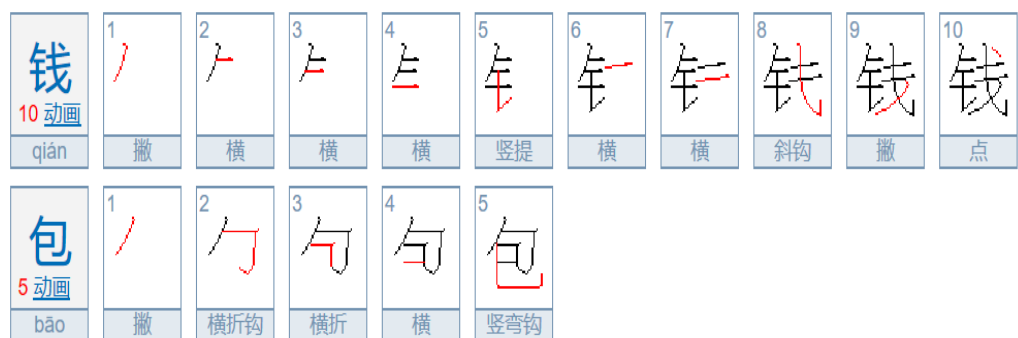 1 2 3 4 5 6 7 8 9 10
钱
10 动画
qián 撇 横 横 横 竖提 横 横 斜钩 撇 点
1 2 3 4 5
包
5 动画
bāo 撇 横折钩 横折 横 竖弯钩